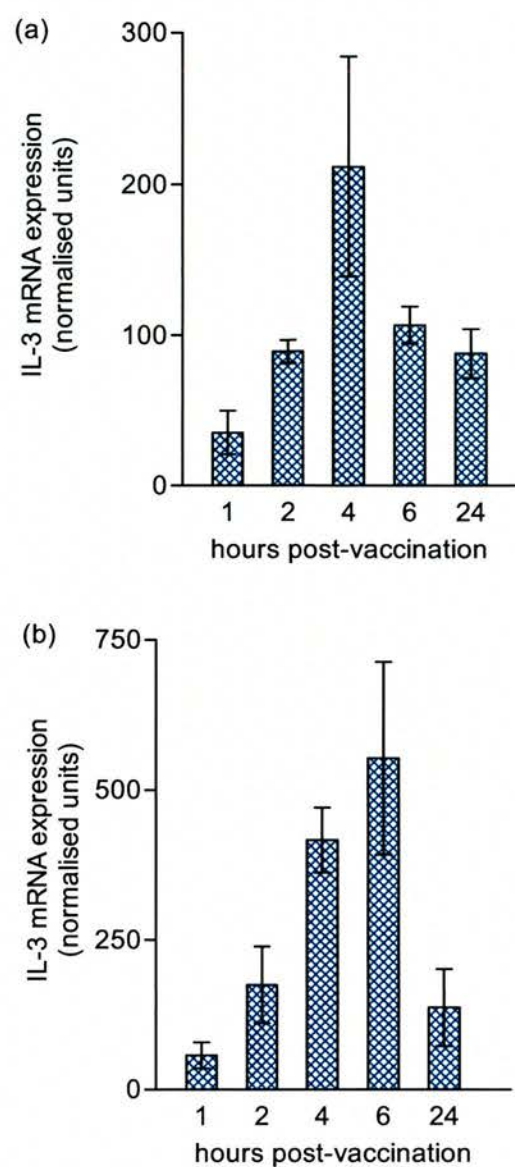 (a)
300
200
100
0
IL-3 mRNA expression
(normalised units)
1 2 4 6 24
hours post-vaccination
(b)
750
500
250
0
IL-3 mRNA expression
(normalised units)
1 2 4 6 24
hours post-vaccination